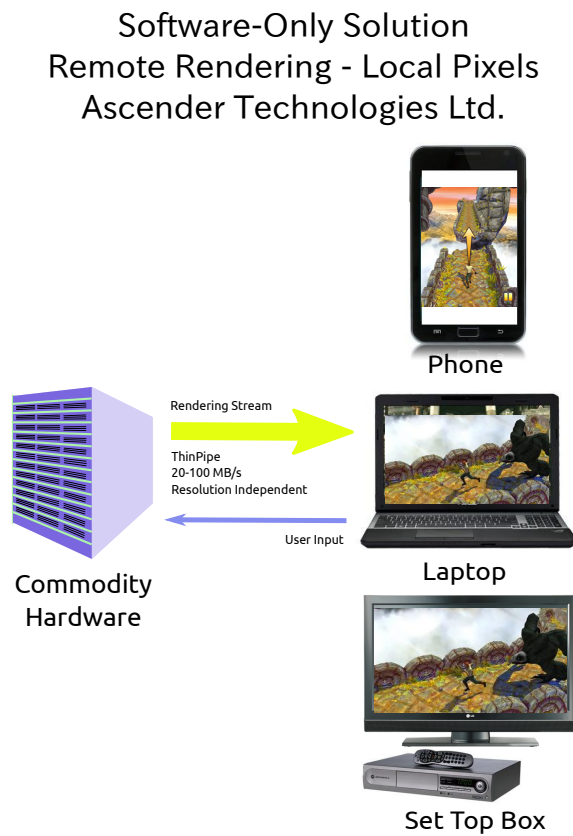 Software-Only Solution
Remote Rendering - Local Pixels
Ascender Technologies Ltd.
Phone
Rendering Stream
ThinPipe
20-100 MB/s
Resolution Independent
User Input
Commodity
Hardware
Laptop
LG
Set Top Box